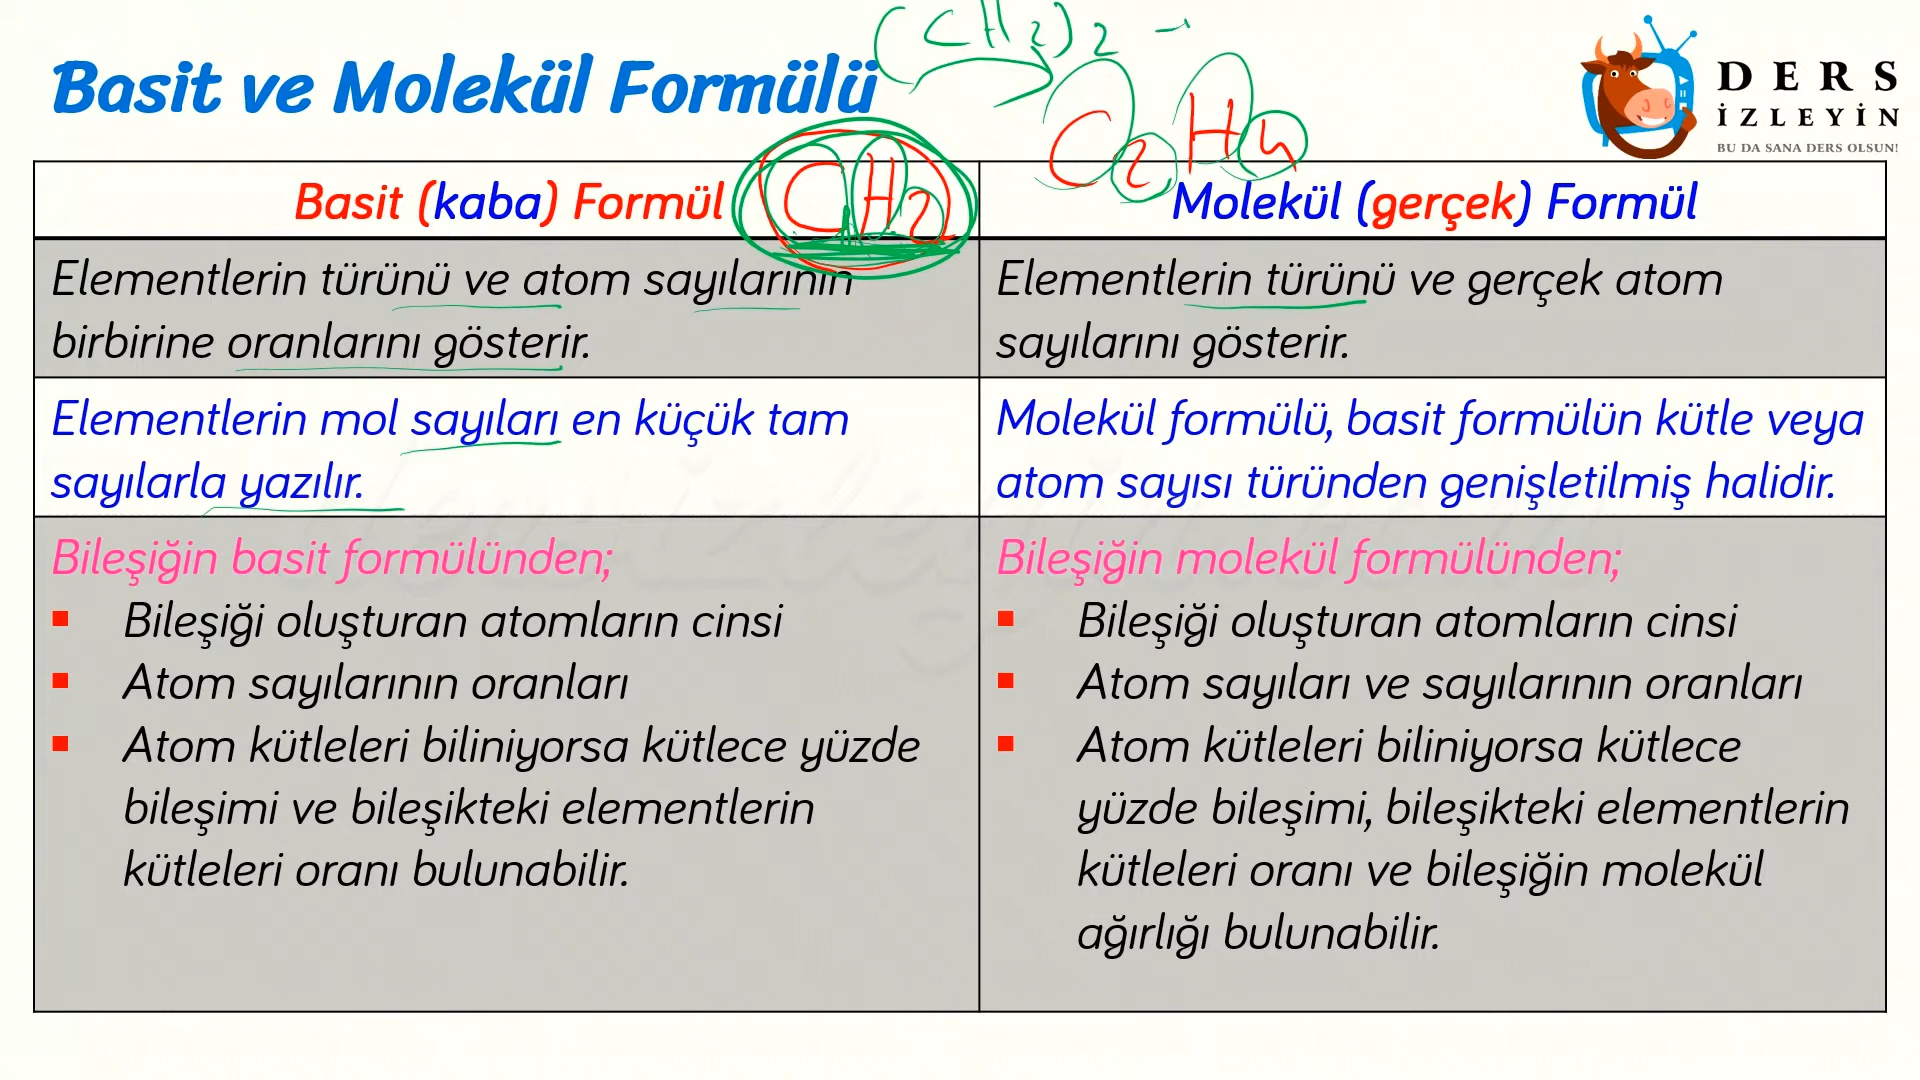 (CH2)2 →
Basit ve Molekül Formülü
C2H4
DERS
İZLEYİN
BU DA SANA DERS OLSUN!
Basit (kaba) Formül CH2
Molekül (gerçek) Formül
Elementlerin türünü ve atom sayılarının
birbirine oranlarını gösterir.
Elementlerin türünü ve gerçek atom
sayılarını gösterir.
Elementlerin mol sayıları en küçük tam
sayılarla yazılır.
Molekül formülü, basit formülün kütle veya
atom sayısı türünden genişletilmiş halidir.
Bileşiğin basit formülünden;
▪ Bileşiği oluşturan atomların cinsi
▪ Atom sayılarının oranları
▪ Atom kütleleri biliniyorsa kütlece yüzde
bileşimi ve bileşikteki elementlerin
kütleleri oranı bulunabilir.
Bileşiğin molekül formülünden;
▪ Bileşiği oluşturan atomların cinsi
▪ Atom sayıları ve sayılarının oranları
▪ Atom kütleleri biliniyorsa kütlece
yüzde bileşimi, bileşikteki elementlerin
kütleleri oranı ve bileşiğin molekül
ağırlığı bulunabilir.